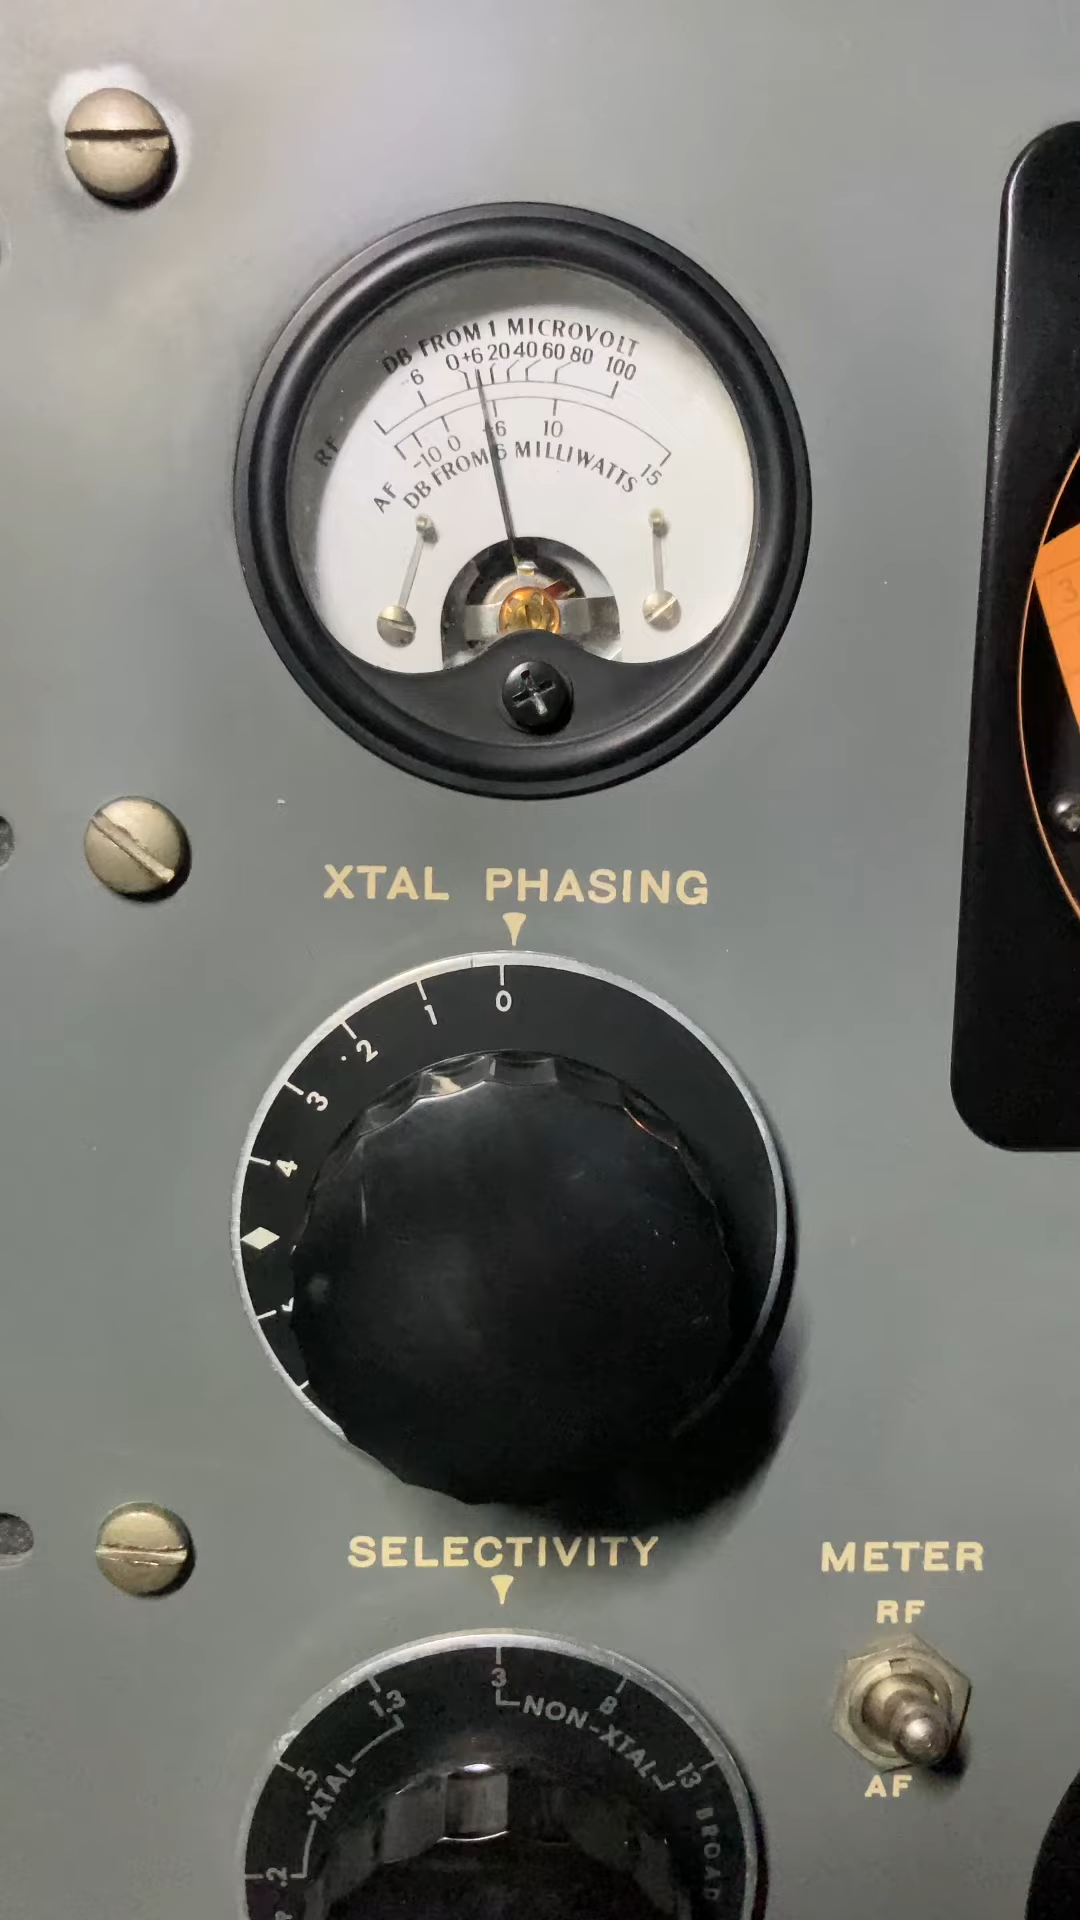 DB FROM 1 MICROVOLT
-6 0 +6 20 40 60 80 100
RF
-10 0 +6 10 15
AF DB FROM 6 MILLIWATTS
XTAL PHASING
0
1
2
3
4
SELECTIVITY
METER
RF
AF
.2 .5 1.3 3 8 13
XTAL NON-XTAL BROAD
3